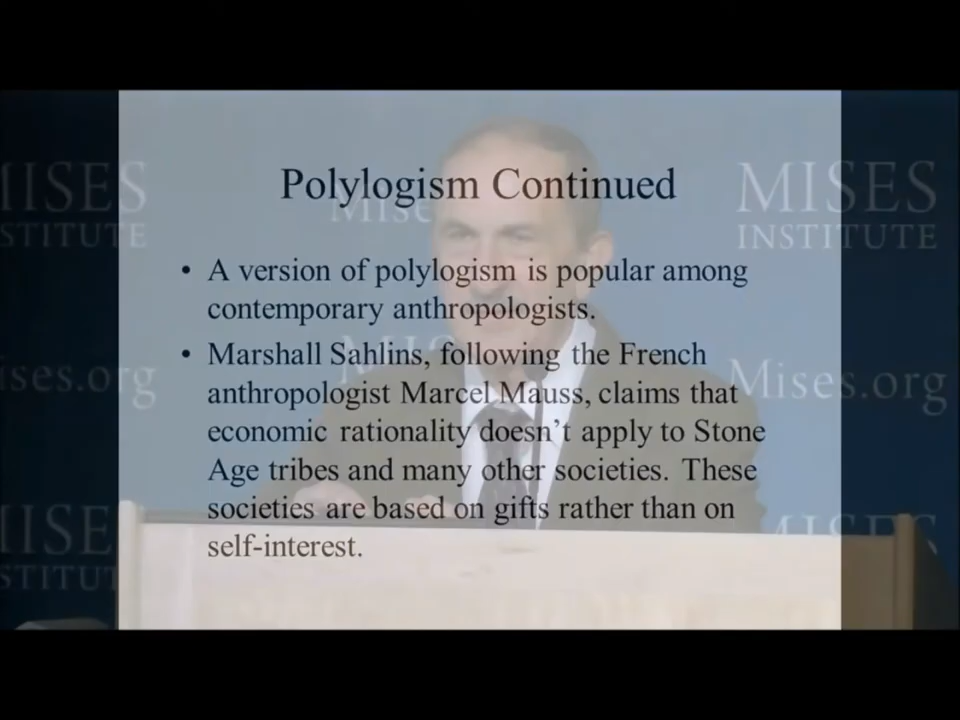 MISES
INSTITUTE
Polylogism Continued
• A version of polylogism is popular among
contemporary anthropologists.
• Marshall Sahlins, following the French
anthropologist Marcel Mauss, claims that
economic rationality doesn't apply to Stone
Age tribes and many other societies. These
societies are based on gifts rather than on
self-interest.
MISES
INSTITUTE
Mises.org